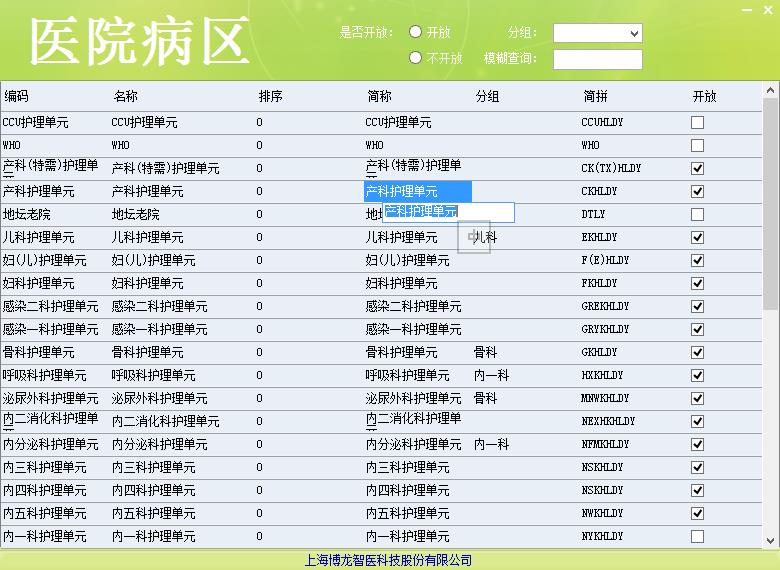 医院病区
是否开放: 开放 分组:
不开放 模糊查询:
编码 名称 排序 简称 分组 简拼 开放
CCU护理单元 CCU护理单元 0 CCU护理单元 CCUHLDY
WHO WHO 0 WHO WHO
产科(特需)护理单 产科(特需)护理单元 0 产科(特需)护理单 CK(TX)HLDY
产科护理单元 产科护理单元 0 产科护理单元 CKHLDY
地坛老院 地坛老院 0 地 产科护理单元 DTLY
儿科护理单元 儿科护理单元 0 儿科护理单元 中 儿科 EKHLDY
妇(儿)护理单元 妇(儿)护理单元 0 妇(儿)护理单元 F(E)HLDY
妇科护理单元 妇科护理单元 0 妇科护理单元 FKHLDY
感染二科护理单元 感染二科护理单元 0 感染二科护理单元 GREKHLDY
感染一科护理单元 感染一科护理单元 0 感染一科护理单元 GRYKHLDY
骨科护理单元 骨科护理单元 0 骨科护理单元 骨科 GKHLDY
呼吸科护理单元 呼吸科护理单元 0 呼吸科护理单元 内一科 HXKHLDY
泌尿外科护理单元 泌尿外科护理单元 0 泌尿外科护理单元 骨科 MNWKHLDY
内二消化科护理单 内二消化科护理单元 0 内二消化科护理单 NEXHKHLDY
内分泌科护理单元 内分泌科护理单元 0 内分泌科护理单元 内一科 NFMKHLDY
内三科护理单元 内三科护理单元 0 内三科护理单元 NSKHLDY
内四科护理单元 内四科护理单元 0 内四科护理单元 NSKHLDY
内五科护理单元 内五科护理单元 0 内五科护理单元 NWKHLDY
内一科护理单元 内一科护理单元 0 内一科护理单元 NYKHLDY
上海博龙智医科技股份有限公司